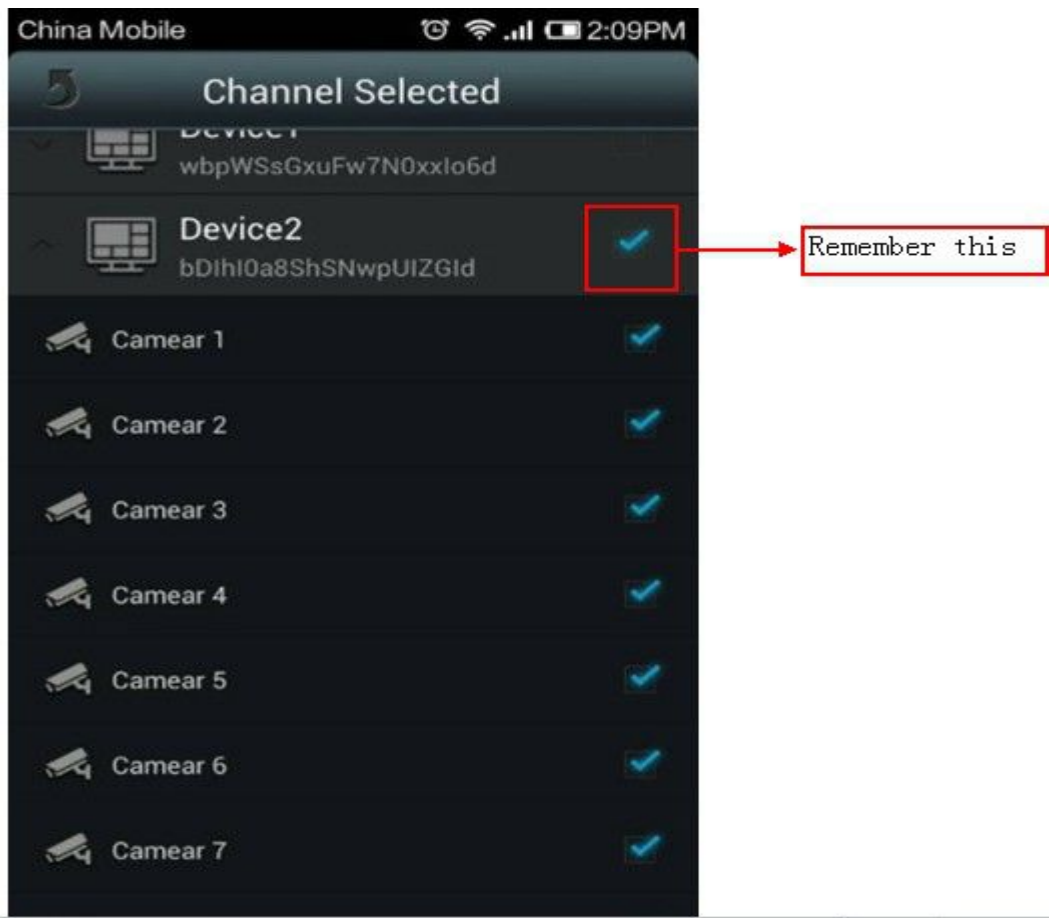 China Mobile 2:09PM
Channel Selected
Device1
wbpWSsGxuFw7N0xxIo6d
Device2
bDIhI0a8ShSNwpUIZGId
Remember this
Camear 1
Camear 2
Camear 3
Camear 4
Camear 5
Camear 6
Camear 7